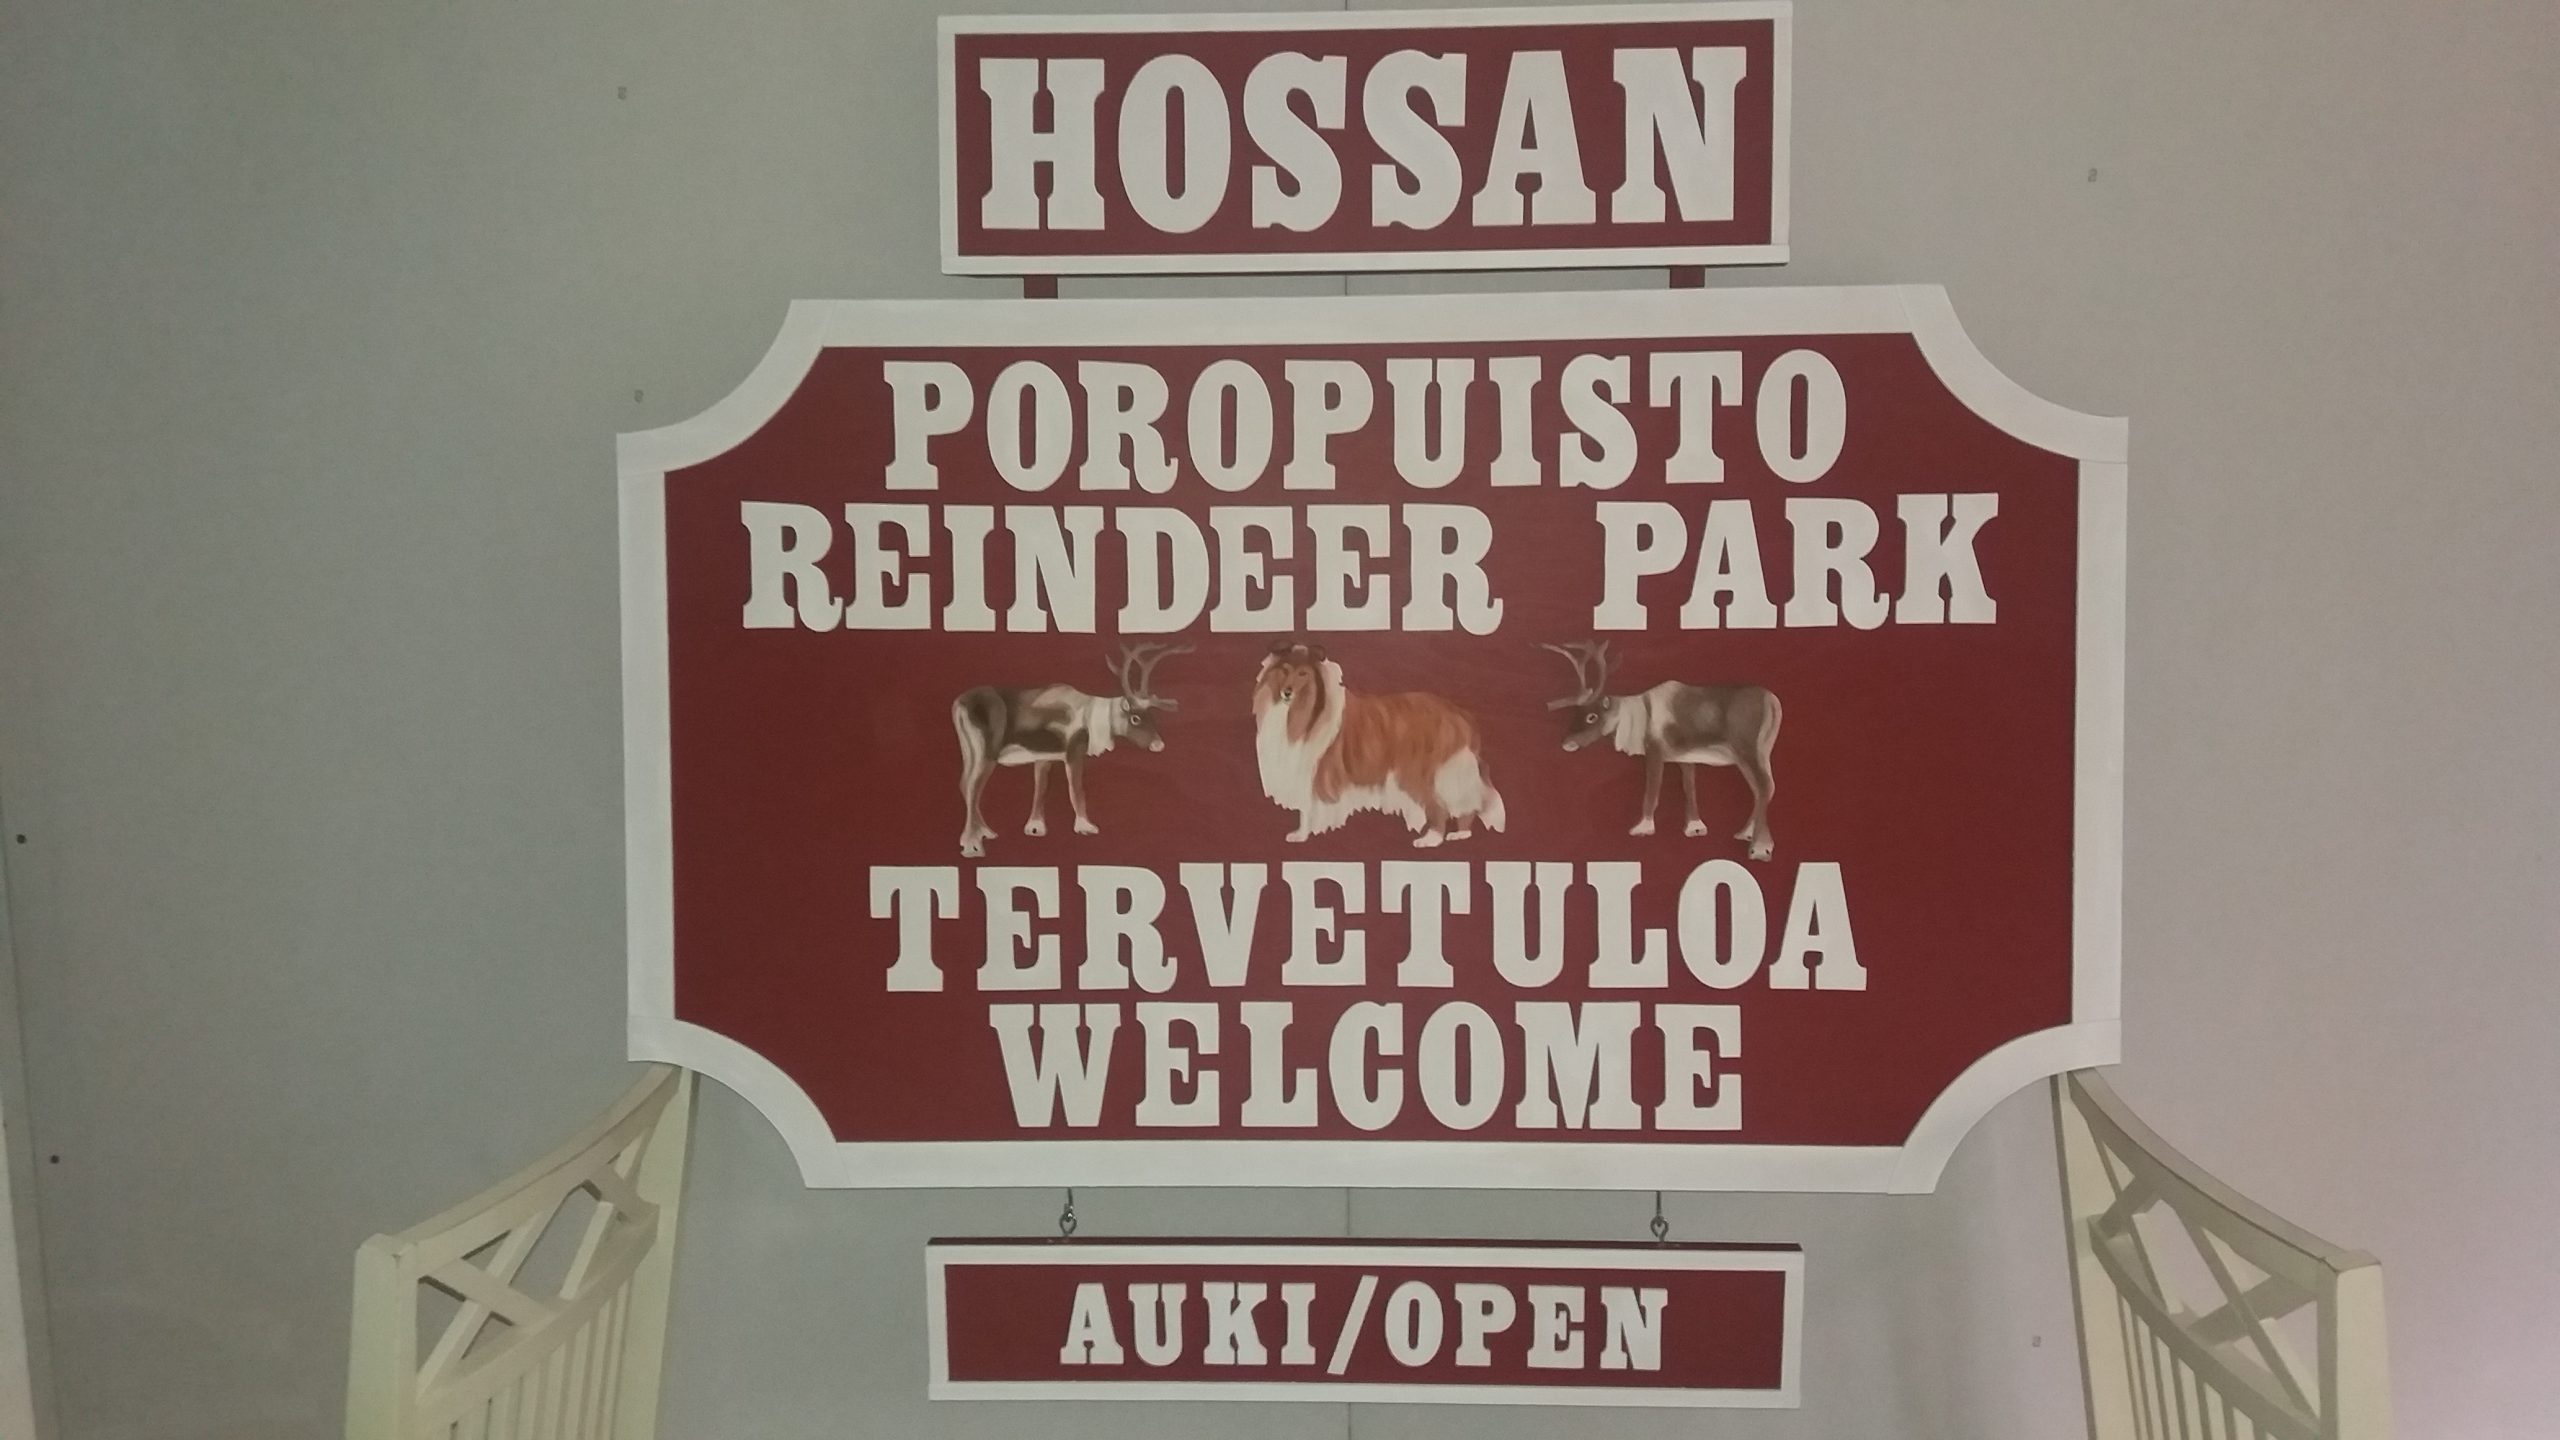 HOSSAN
POROPUISTO
REINDEER PARK
TERVETULOA
WELCOME
AUKI/OPEN